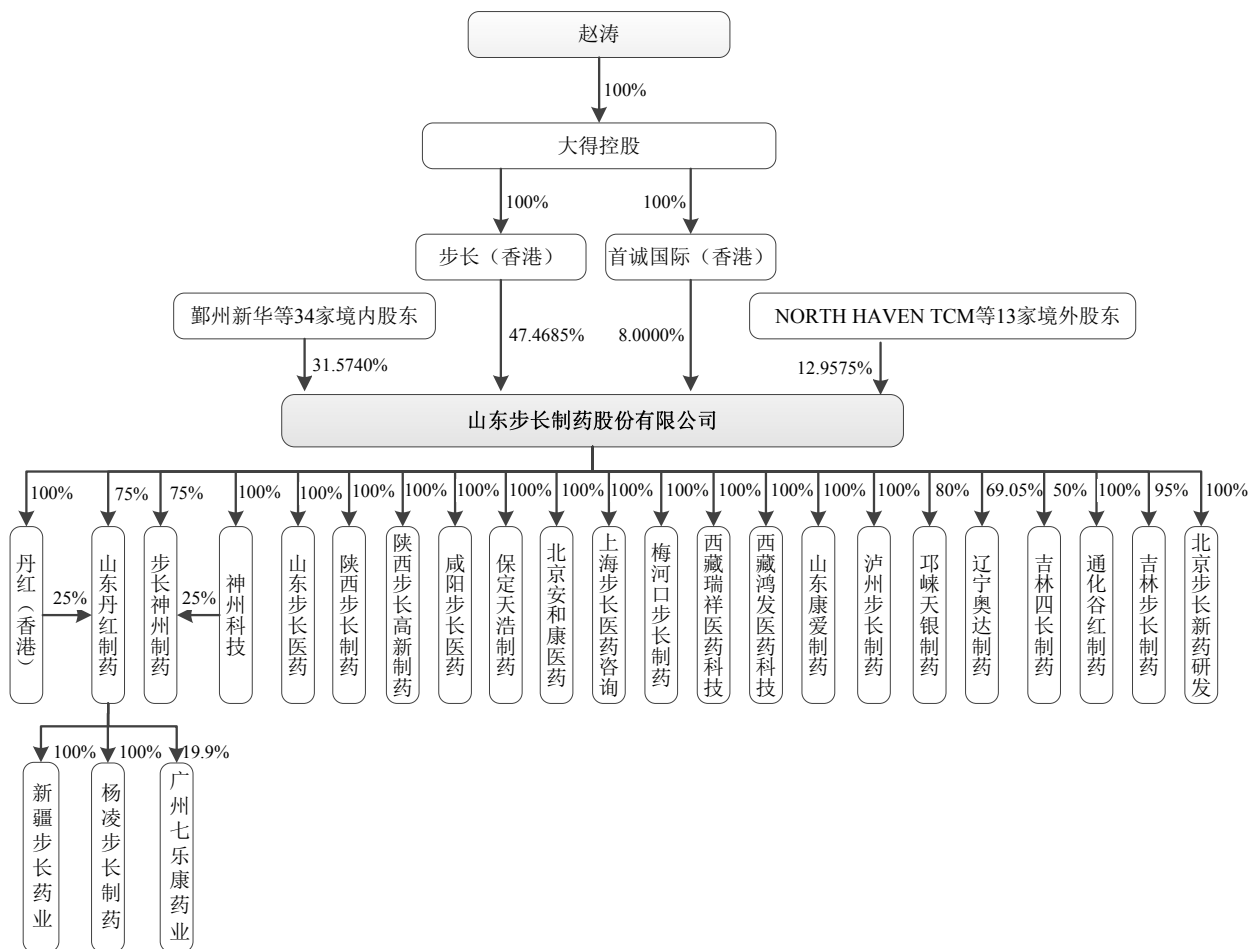 赵涛
100%
大得控股
100%
100%
步长（香港）
首诚国际（香港）
鄞州新华等34家境内股东
NORTH HAVEN TCM等13家境外股东
47.4685%
8.0000%
31.5740%
12.9575%
山东步长制药股份有限公司
100%
75%
75%
100%
100%
100%
100%
100%
100%
100%
100%
100%
100%
100%
100%
100%
80%
69.05%
50%
100%
95%
100%
丹红（香港）
25%
山东丹红制药
步长神州制药
25%
神州科技
山东步长医药
陕西步长制药
陕西步长高新制药
咸阳步长医药
保定天浩制药
北京安和康医药
上海步长医药咨询
梅河口步长制药
西藏瑞祥医药科技
西藏鸿发医药科技
山东康爱制药
泸州步长制药
邛崃天银制药
辽宁奥达制药
吉林四长制药
通化谷红制药
吉林步长制药
北京步长新药研发
100%
100%
19.9%
新疆步长药业
杨凌步长制药
广州七乐康药业